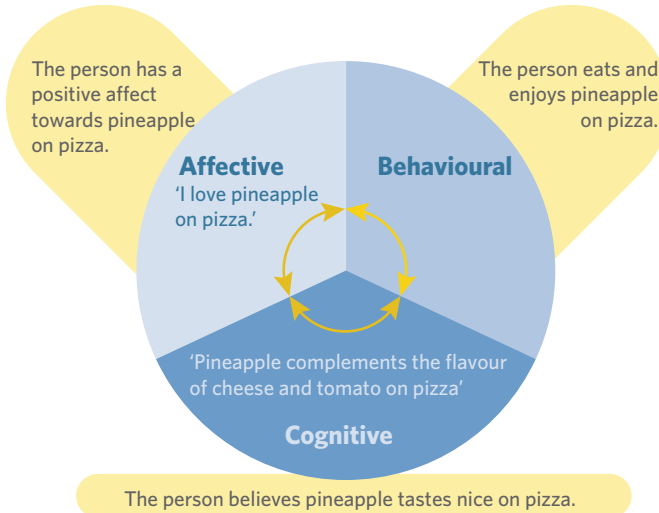 The person has a
positive affect
towards pineapple
on pizza.
The person eats and
enjoys pineapple
on pizza.
Affective
'I love pineapple
on pizza.'
Behavioural
'Pineapple complements the flavour
of cheese and tomato on pizza'
Cognitive
The person believes pineapple tastes nice on pizza.